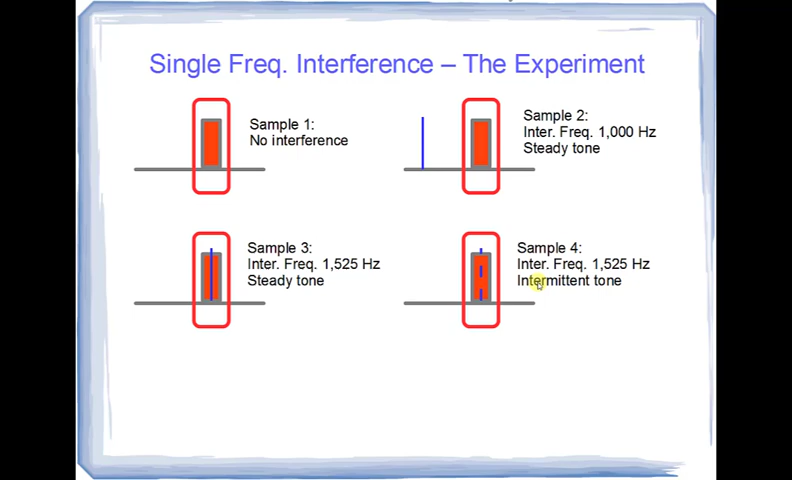 Single Freq. Interference – The Experiment
Sample 1:
No interference
Sample 2:
Inter. Freq. 1,000 Hz
Steady tone
Sample 3:
Inter. Freq. 1,525 Hz
Steady tone
Sample 4:
Inter. Freq. 1,525 Hz
Intermittent tone